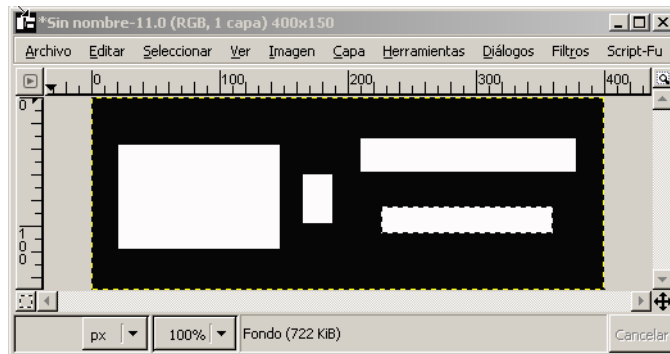 *Sin nombre-11.0 (RGB, 1 capa) 400x150
Archivo Editar Seleccionar Ver Imagen Capa Herramientas Diálogos Filtros Script-Fu
0 100 200 300 400
0
100
px 100% Fondo (722 KiB) Cancelar